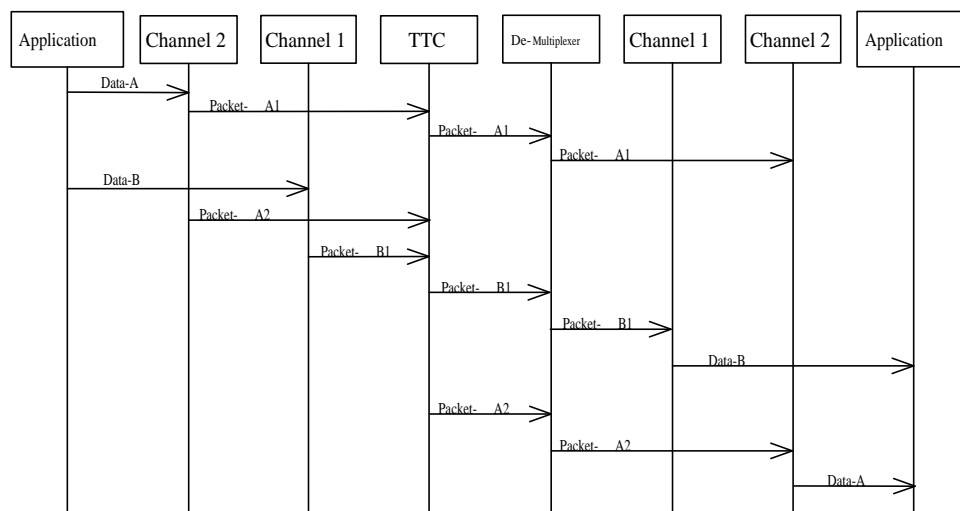 Application
Channel 2
Channel 1
TTC
De-Multiplexer
Channel 1
Channel 2
Application
Data-A
Packet- A1
Packet- A1
Packet- A1
Data-B
Packet- A2
Packet- B1
Packet- B1
Packet- B1
Data-B
Packet- A2
Packet- A2
Data-A